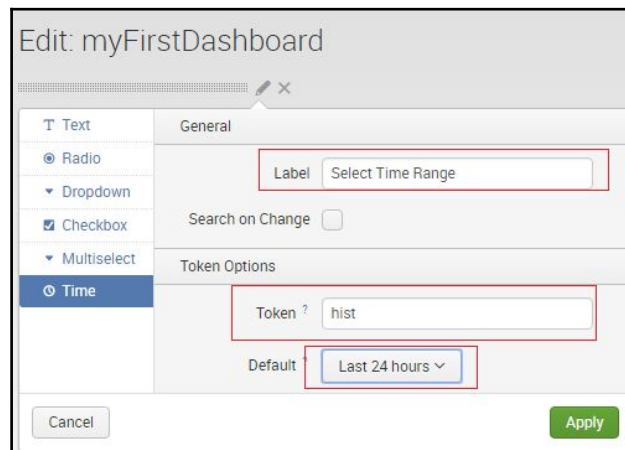 Edit: myFirstDashboard
T Text
Radio
Dropdown
Checkbox
Multiselect
Time
General
Label Select Time Range
Search on Change
Token Options
Token ? hist
Default ? Last 24 hours
Cancel
Apply